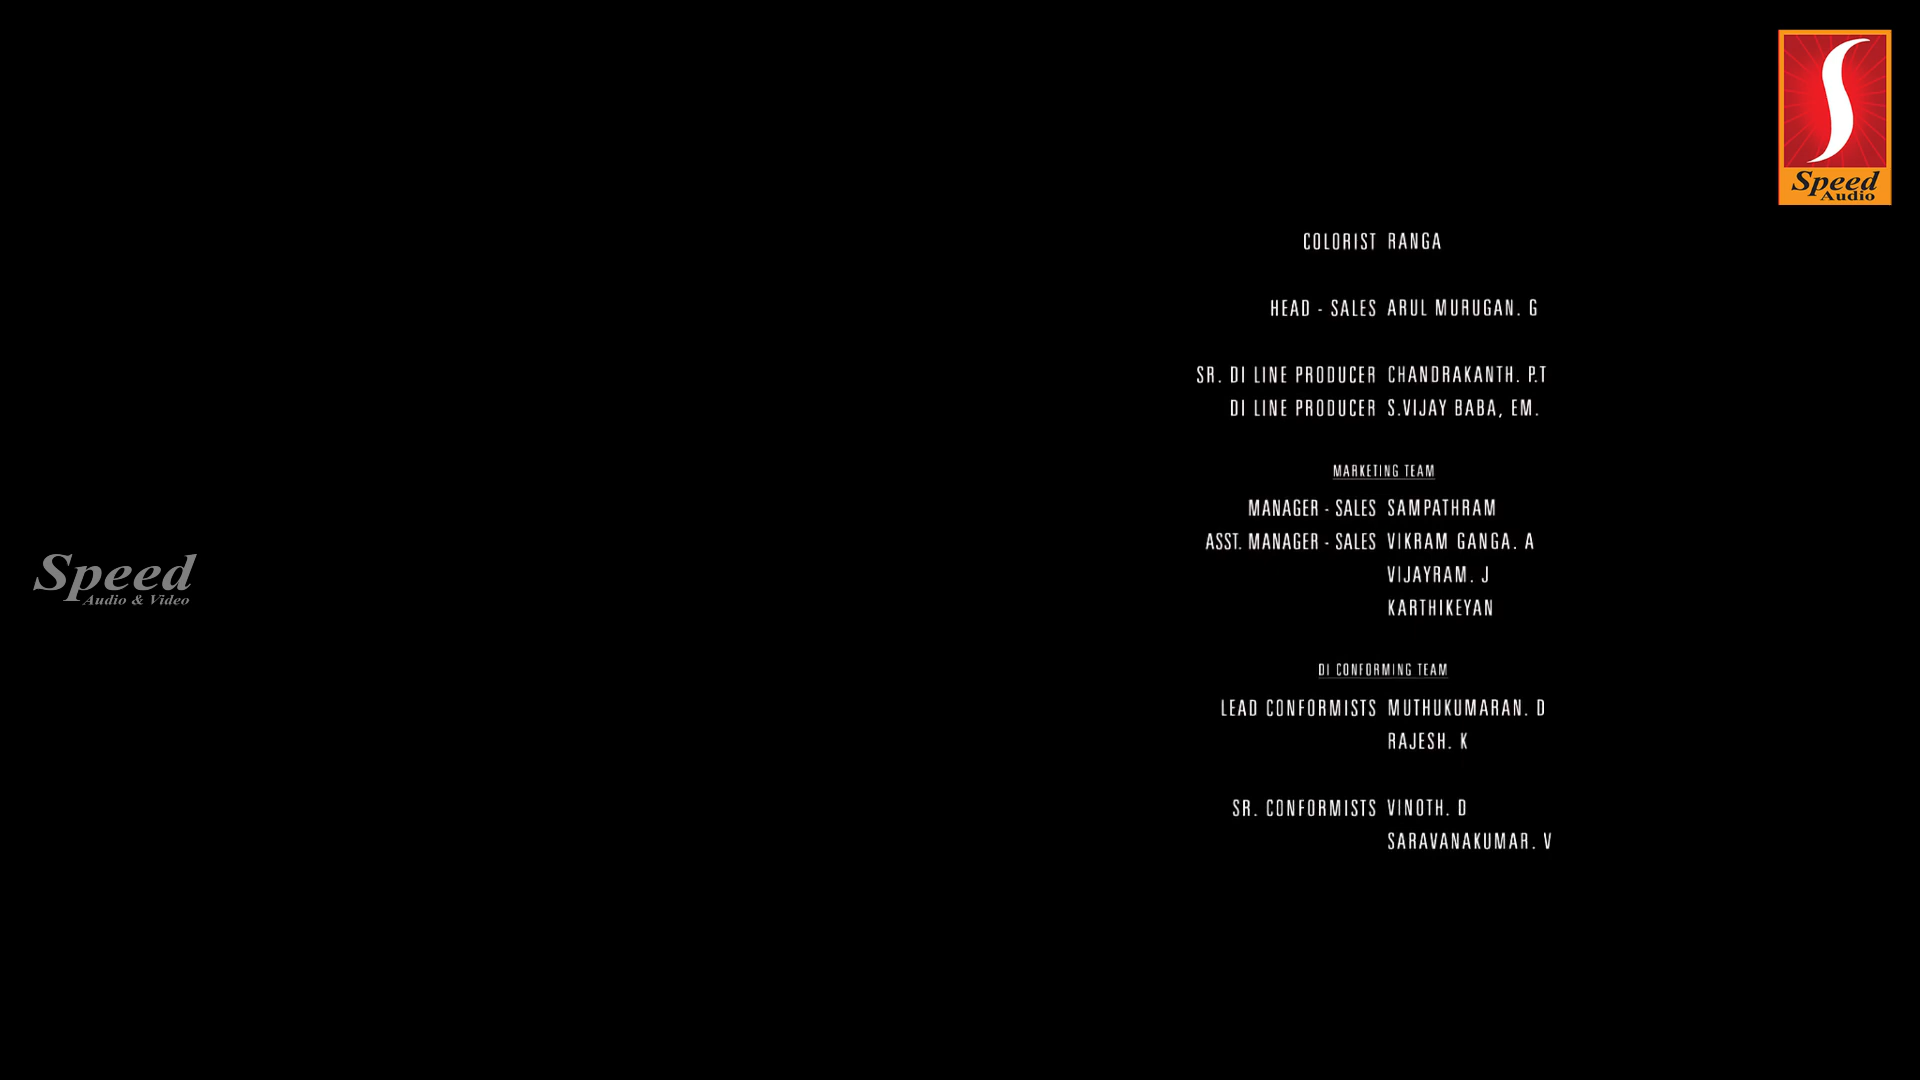 Speed
Audio
COLORIST RANGA
HEAD - SALES ARUL MURUGAN. G
SR. DI LINE PRODUCER CHANDRAKANTH. P.T
DI LINE PRODUCER S.VIJAY BABA, EM.
MARKETING TEAM
MANAGER - SALES SAMPATHRAM
ASST. MANAGER - SALES VIKRAM GANGA. A
VIJAYRAM. J
KARTHIKEYAN
Speed
Audio & Video
DI CONFORMING TEAM
LEAD CONFORMISTS MUTHUKUMARAN. D
RAJESH. K
SR. CONFORMISTS VINOTH. D
SARAVANAKUMAR. V